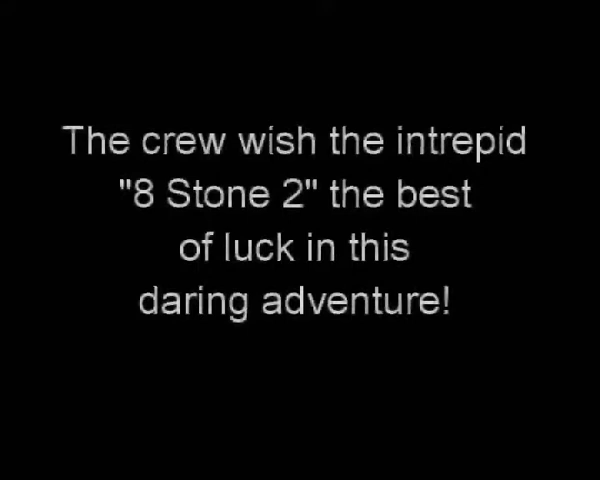 The crew wish the intrepid
"8 Stone 2" the best
of luck in this
daring adventure!